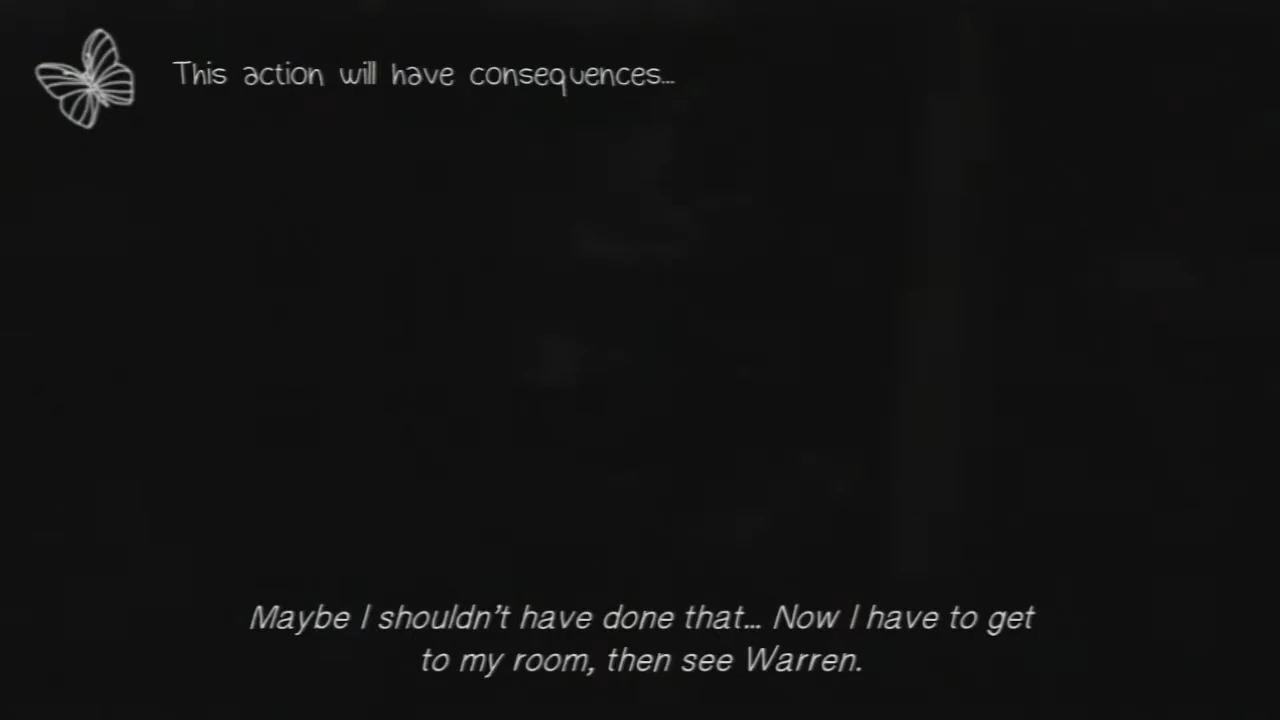 This action will have consequences...
Maybe I shouldn't have done that... Now I have to get
to my room, then see Warren.